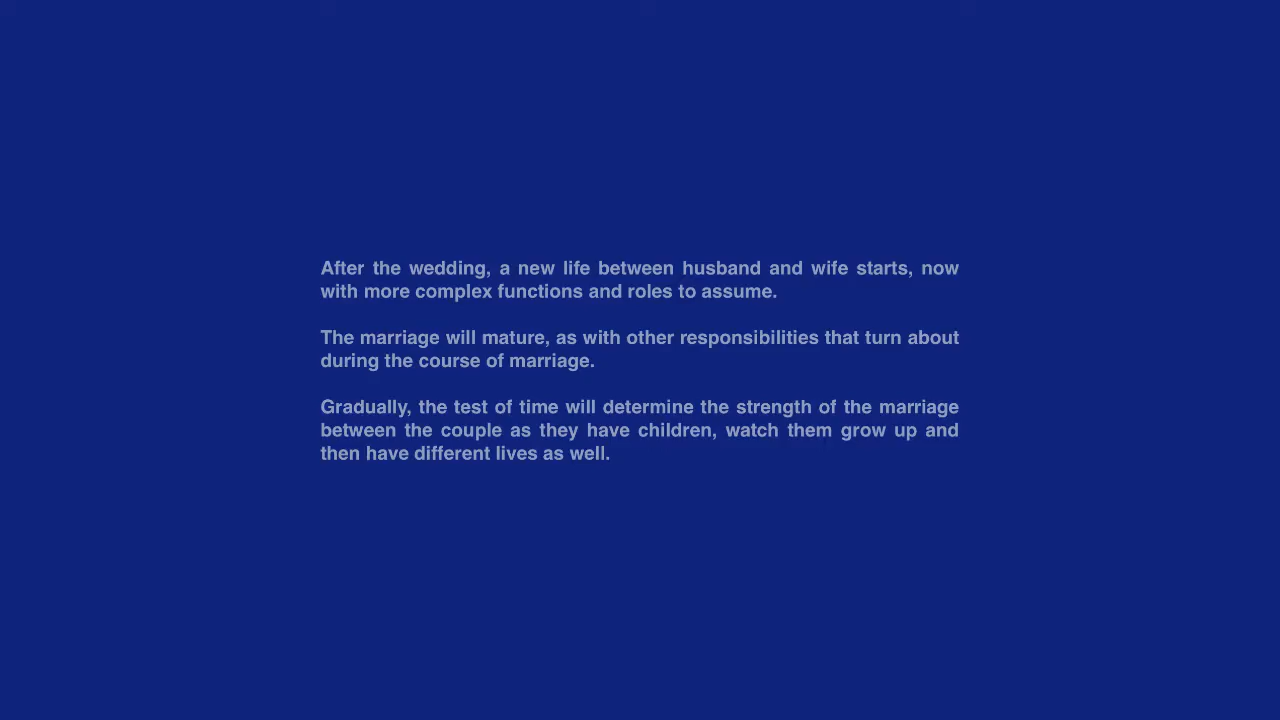 After the wedding, a new life between husband and wife starts, now
with more complex functions and roles to assume.
The marriage will mature, as with other responsibilities that turn about
during the course of marriage.
Gradually, the test of time will determine the strength of the marriage
between the couple as they have children, watch them grow up and
then have different lives as well.